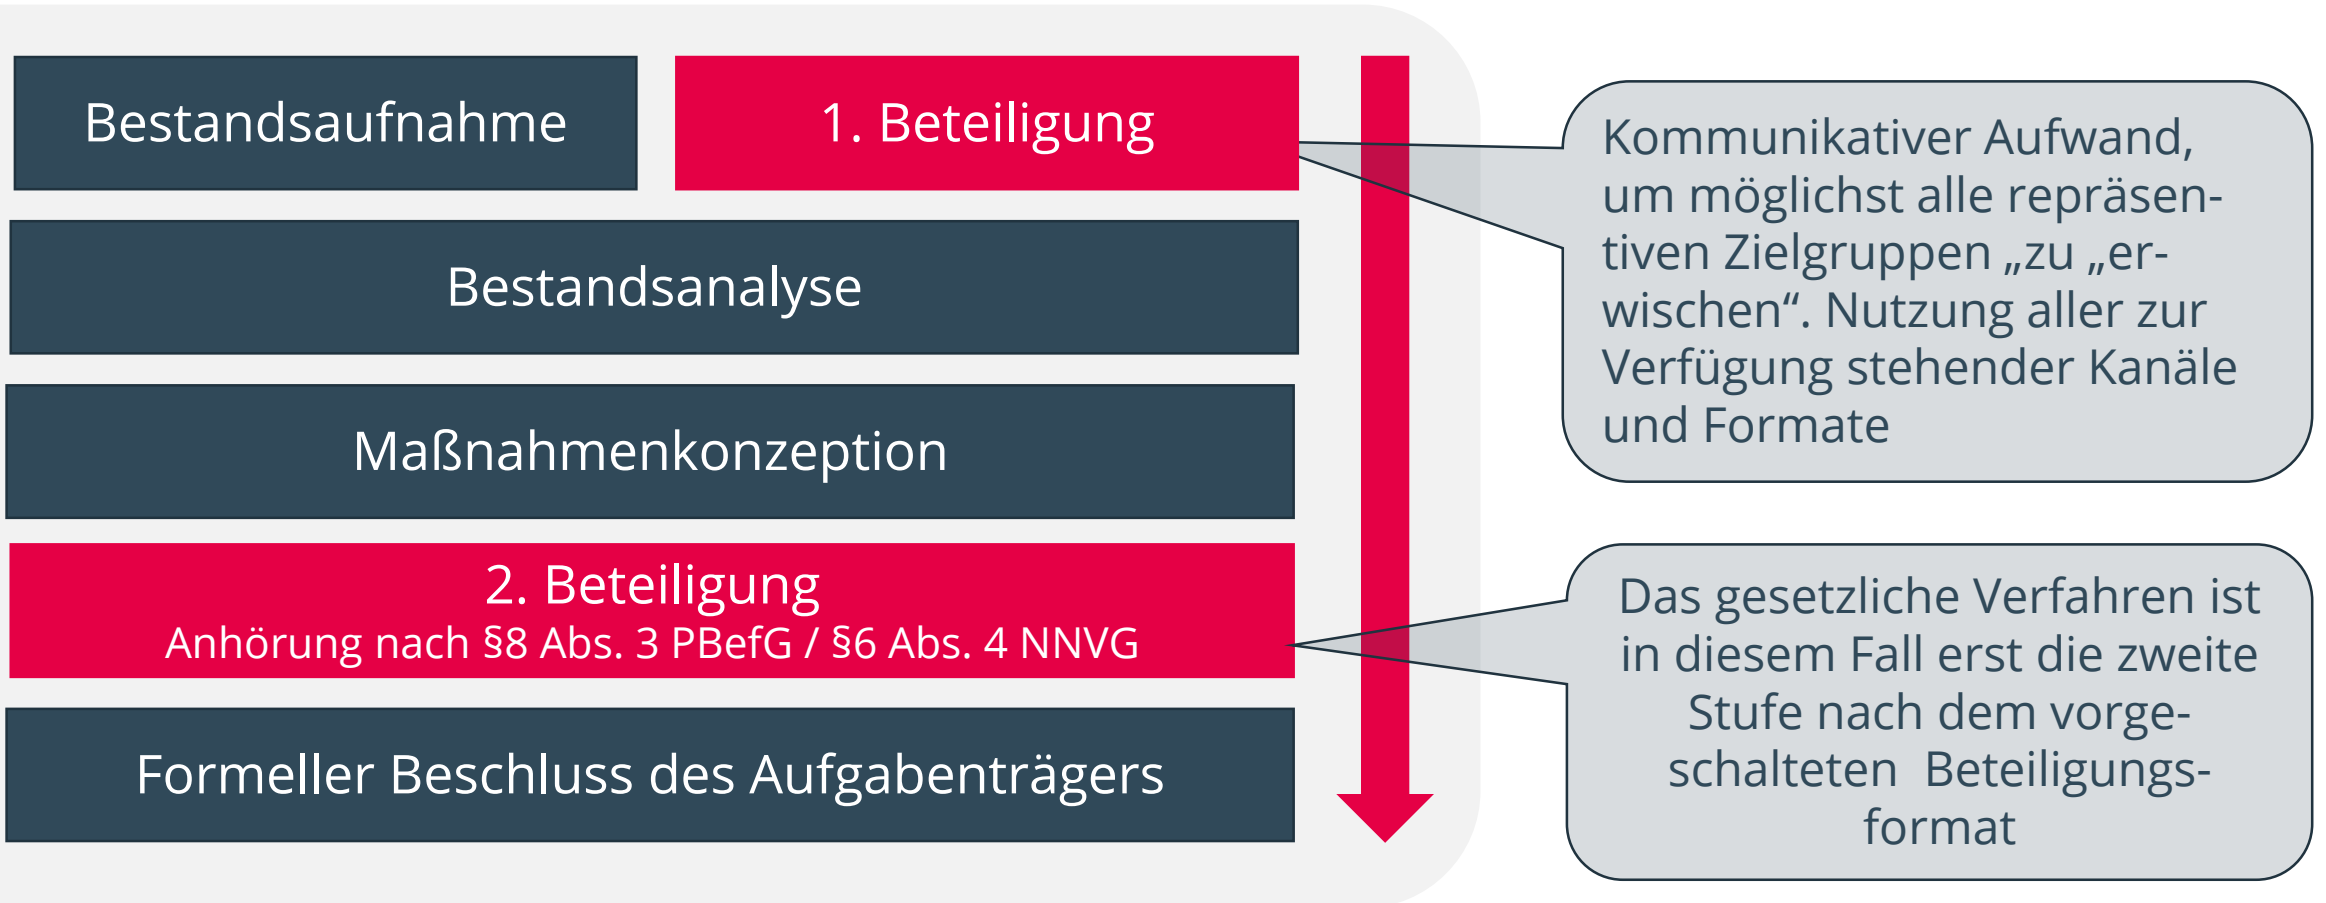 Bestandsaufnahme
1. Beteiligung
Bestandsanalyse
Maßnahmenkonzeption
2. Beteiligung
Anhörung nach §8 Abs. 3 PBefG / §6 Abs. 4 NNVG
Formeller Beschluss des Aufgabenträgers
Kommunikativer Aufwand,
um möglichst alle repräsen-
tiven Zielgruppen „zu „er-
wischen“. Nutzung aller zur
Verfügung stehender Kanäle
und Formate
Das gesetzliche Verfahren ist
in diesem Fall erst die zweite
Stufe nach dem vorge-
schalteten  Beteiligungs-
format